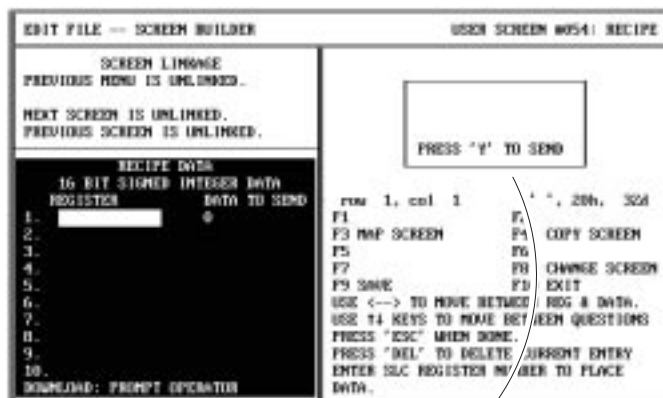 EDIT FILE -- SCREEN BUILDER
USER SCREEN #054: RECIPE
SCREEN LINKAGE
PREVIOUS MENU IS UNLINKED.
NEXT SCREEN IS UNLINKED.
PREVIOUS SCREEN IS UNLINKED.
RECIPE DATA
16 BIT SIGNED INTEGER DATA
REGISTER DATA TO SEND
1. 0
2.
3.
4.
5.
6.
7.
8.
9.
10.
DOWNLOAD: PROMPT OPERATOR
PRESS "Y" TO SEND
row 1, col 1 ' ', 20h, 32d
F1
F3 MAP SCREEN F4 COPY SCREEN
F5 F6
F7 F8 CHANGE SCREEN
F9 SAVE F10 EXIT
USE <--> TO MOVE BETWEEN REG & DATA.
USE ↑↓ KEYS TO MOVE BETWEEN QUESTIONS
PRESS "ESC" WHEN DONE.
PRESS "DEL" TO DELETE CURRENT ENTRY
ENTER SLC REGISTER NUMBER TO PLACE
DATA.